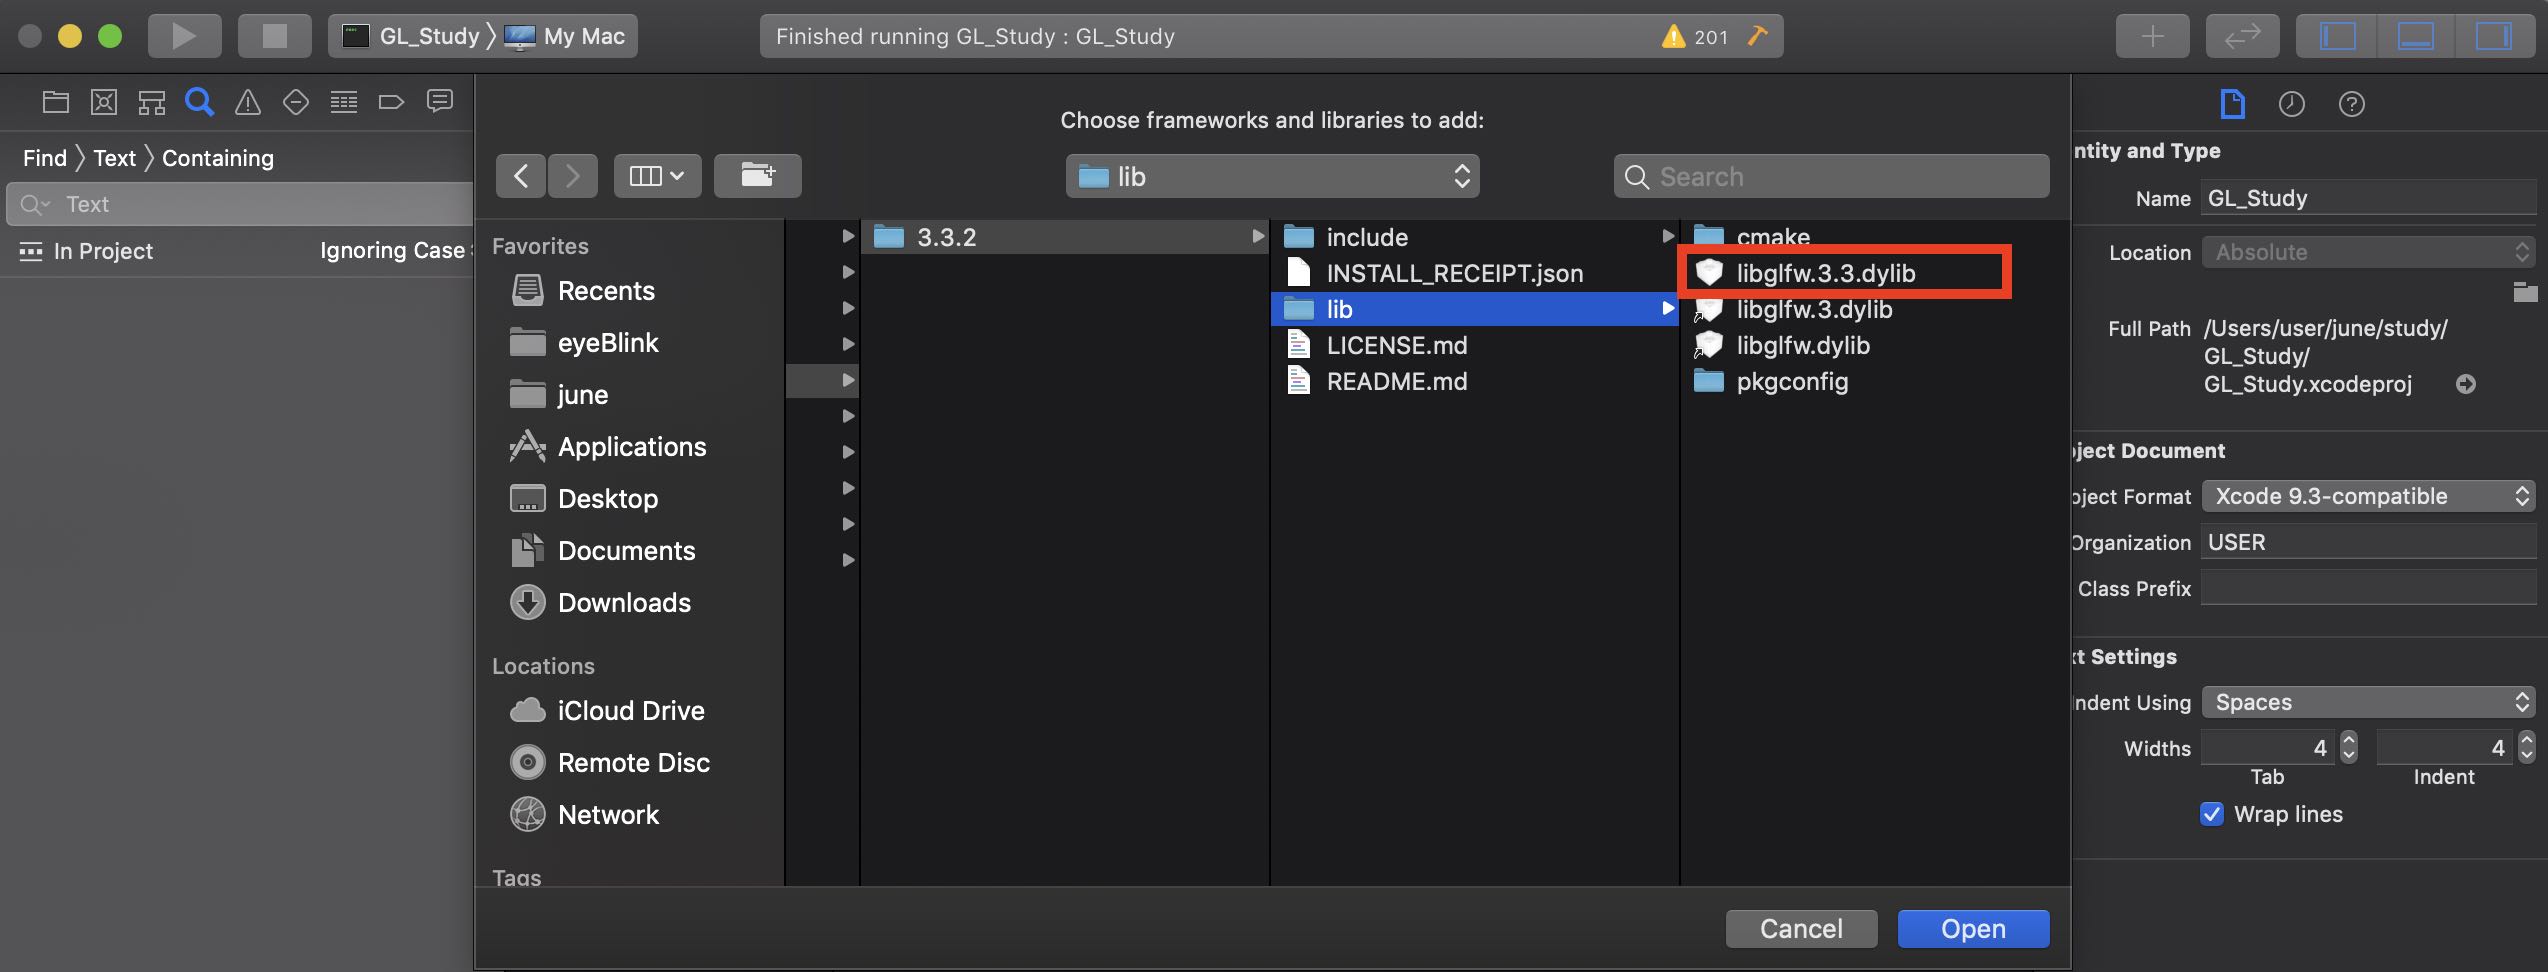 GL_Study 〉 My Mac
Finished running GL_Study : GL_Study
201
Find 〉 Text 〉 Containing
Text
In Project
Ignoring Case
Choose frameworks and libraries to add:
lib
Search
Favorites
Recents
eyeBlink
june
Applications
Desktop
Documents
Downloads
Locations
iCloud Drive
Remote Disc
Network
Tags
3.3.2
include
INSTALL_RECEIPT.json
lib
LICENSE.md
README.md
cmake
libglfw.3.3.dylib
libglfw.3.dylib
libglfw.dylib
pkgconfig
Cancel
Open
ntity and Type
Name GL_Study
Location Absolute
Full Path /Users/user/june/study/
GL_Study/
GL_Study.xcodeproj
ject Document
oject Format Xcode 9.3-compatible
Organization USER
Class Prefix
xt Settings
Indent Using Spaces
Widths 4 4
Tab Indent
Wrap lines